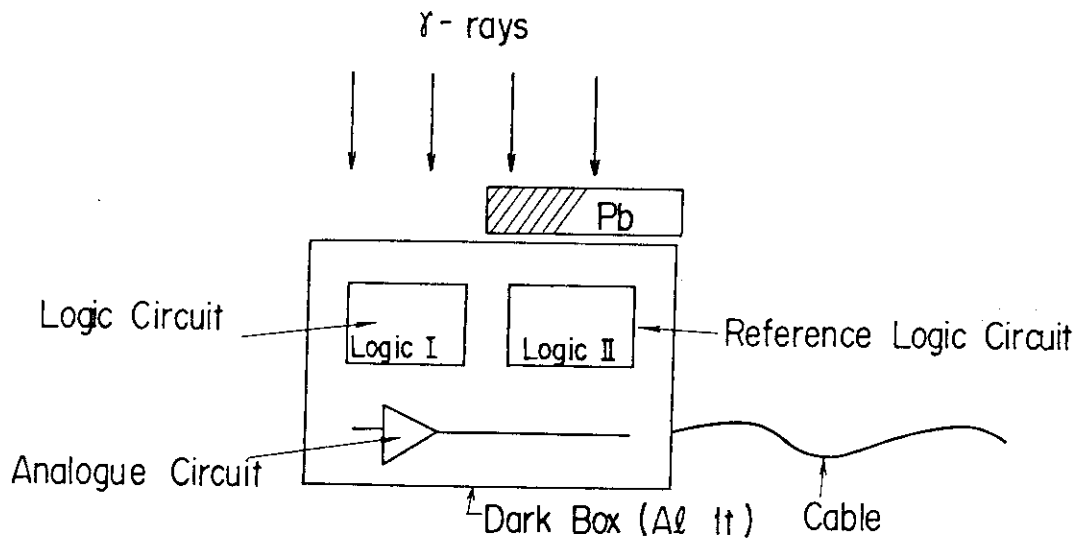 γ - rays
Pb
Logic Circuit
Logic I
Logic II
Reference Logic Circuit
Analogue Circuit
Dark Box (Al 1t)
Cable